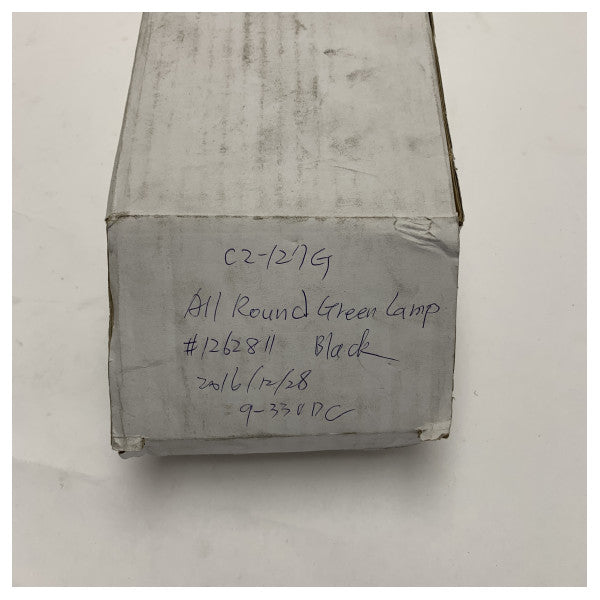 C2-127G
All Round Green Lamp
#1262811 Black
2016/12/28
9-33VDC